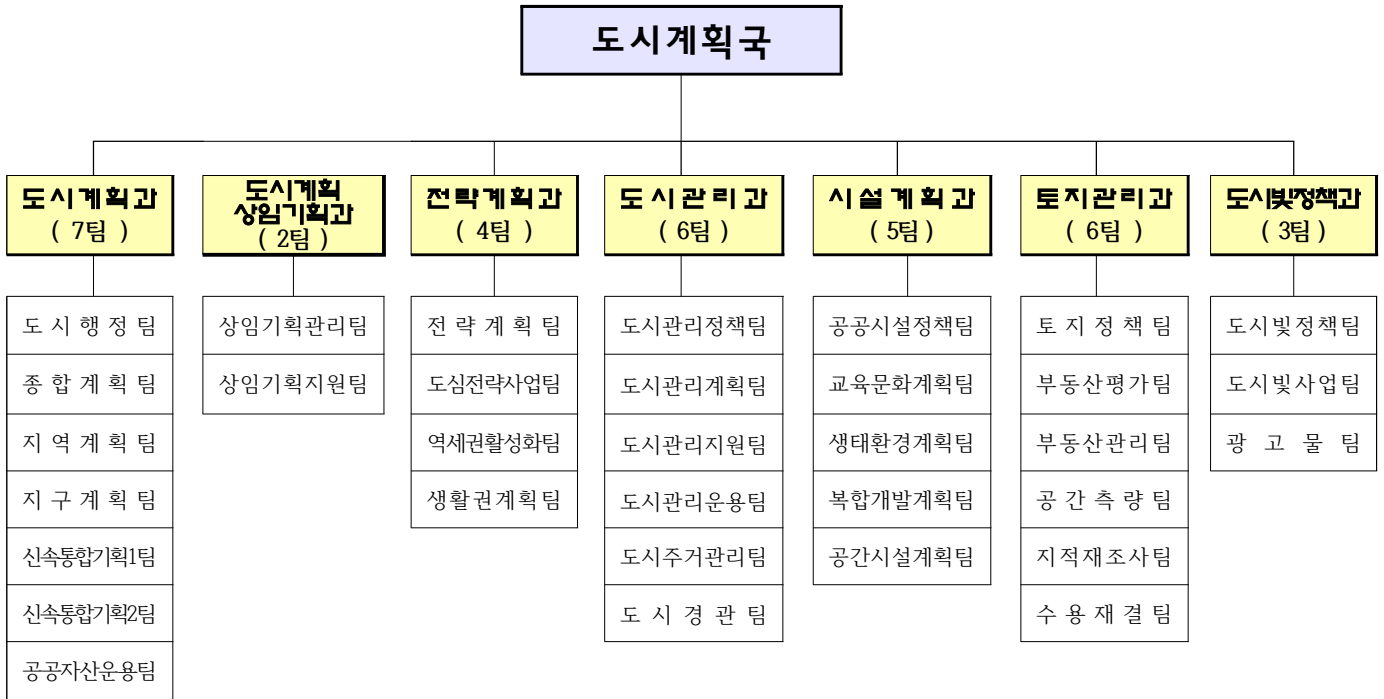 도시계획국
도시계획과
( 7팀 )
도시행정팀
종합계획팀
지역계획팀
지구계획팀
신속통합기획1팀
신속통합기획2팀
공공자산운용팀
도시계획
상임기획과
( 2팀 )
상임기획관리팀
상임기획지원팀
전략계획과
( 4팀 )
전략계획팀
도심전략사업팀
역세권활성화팀
생활권계획팀
도시관리과
( 6팀 )
도시관리정책팀
도시관리계획팀
도시관리지원팀
도시관리운용팀
도시주거관리팀
도시경관팀
시설계획과
( 5팀 )
공공시설정책팀
교육문화계획팀
생태환경계획팀
복합개발계획팀
공간시설계획팀
토지관리과
( 6팀 )
토지정책팀
부동산평가팀
부동산관리팀
공간측량팀
지적재조사팀
수용재결팀
도시빛정책과
( 3팀 )
도시빛정책팀
도시빛사업팀
광고물팀